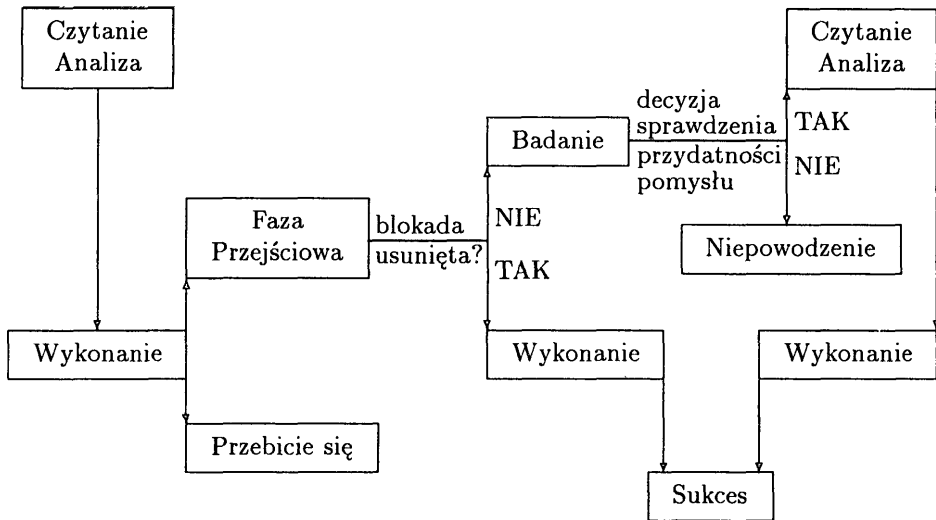 Czytanie
Analiza
Czytanie
Analiza
decyzja
sprawdzenia
przydatności
pomysłu
TAK
NIE
Badanie
Faza
Przejściowa
blokada
usunięta?
NIE
TAK
Niepowodzenie
Wykonanie
Wykonanie
Wykonanie
Przebicie się
Sukces